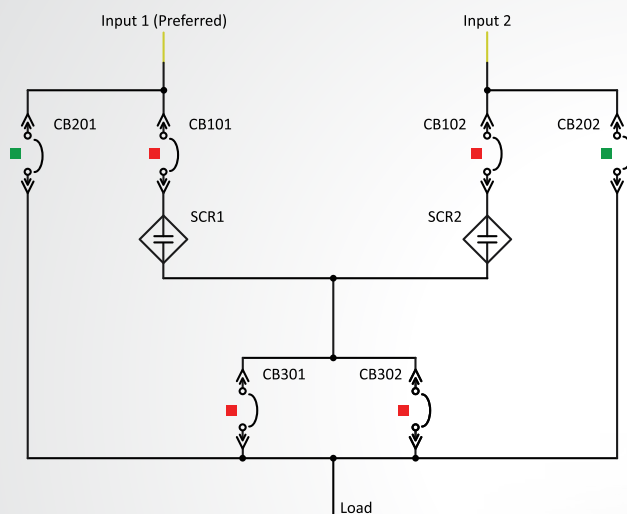 Input 1 (Preferred)
Input 2
CB201
CB101
CB102
CB202
SCR1
SCR2
CB301
CB302
Load